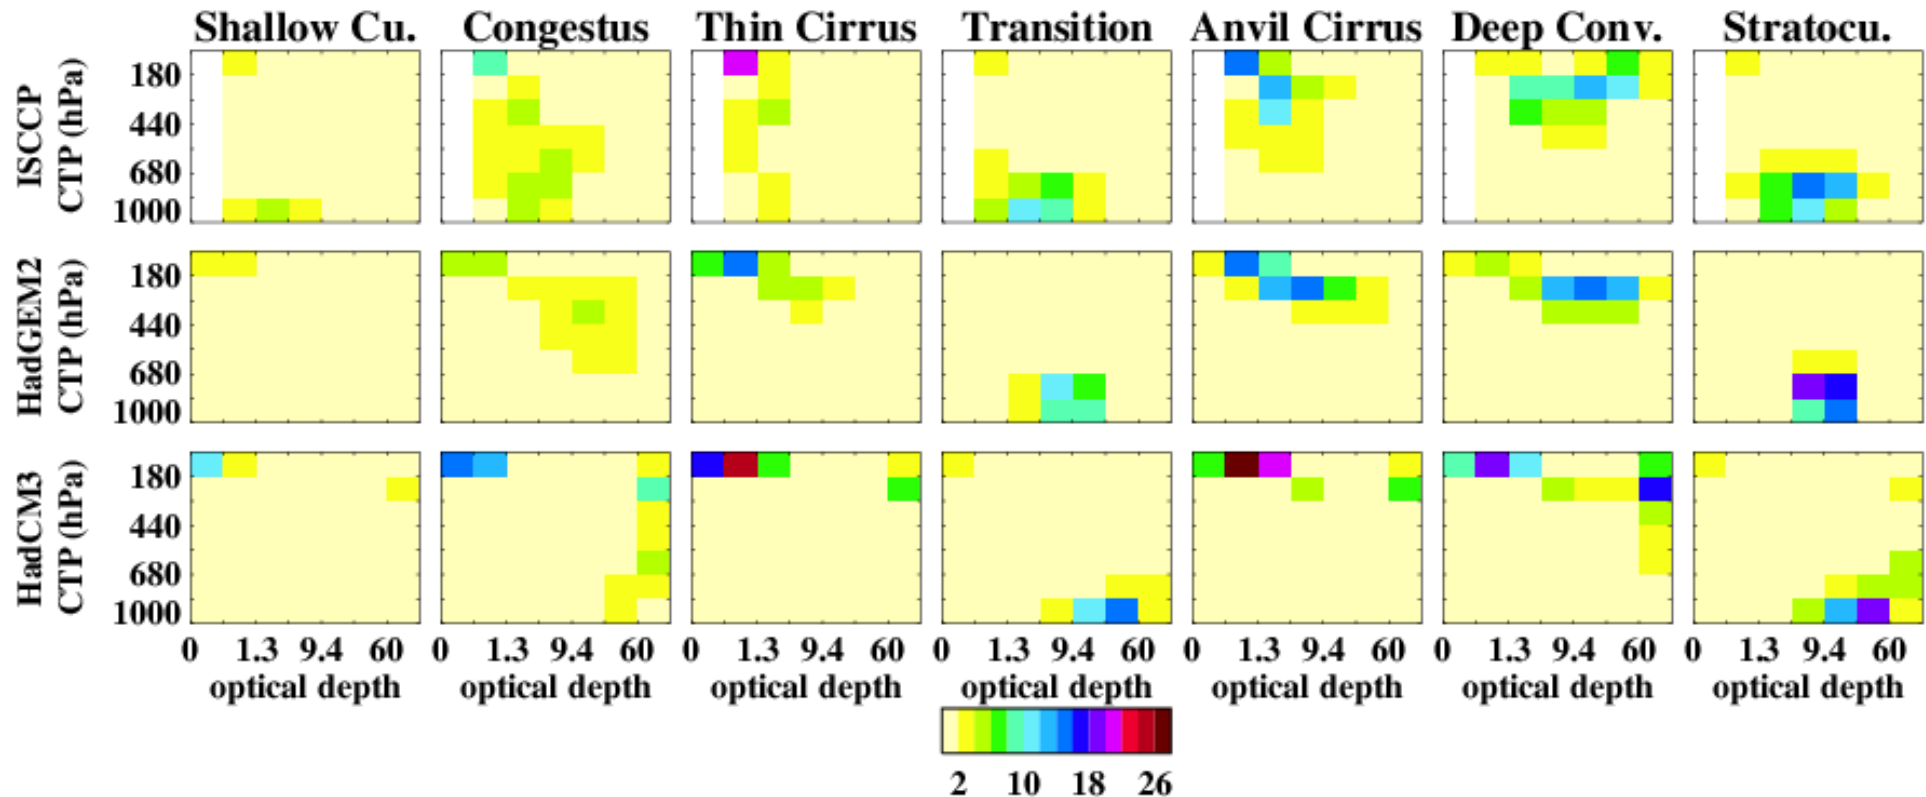 Shallow Cu. Congestus Thin Cirrus Transition Anvil Cirrus Deep Conv. Stratocu.
ISCCP
CTP (hPa)
180
440
680
1000
HadGEM2
CTP (hPa)
180
440
680
1000
HadCM3
CTP (hPa)
180
440
680
1000
0 1.3 9.4 60 0 1.3 9.4 60 0 1.3 9.4 60 0 1.3 9.4 60 0 1.3 9.4 60 0 1.3 9.4 60 0 1.3 9.4 60
optical depth optical depth optical depth optical depth optical depth optical depth optical depth
2 10 18 26